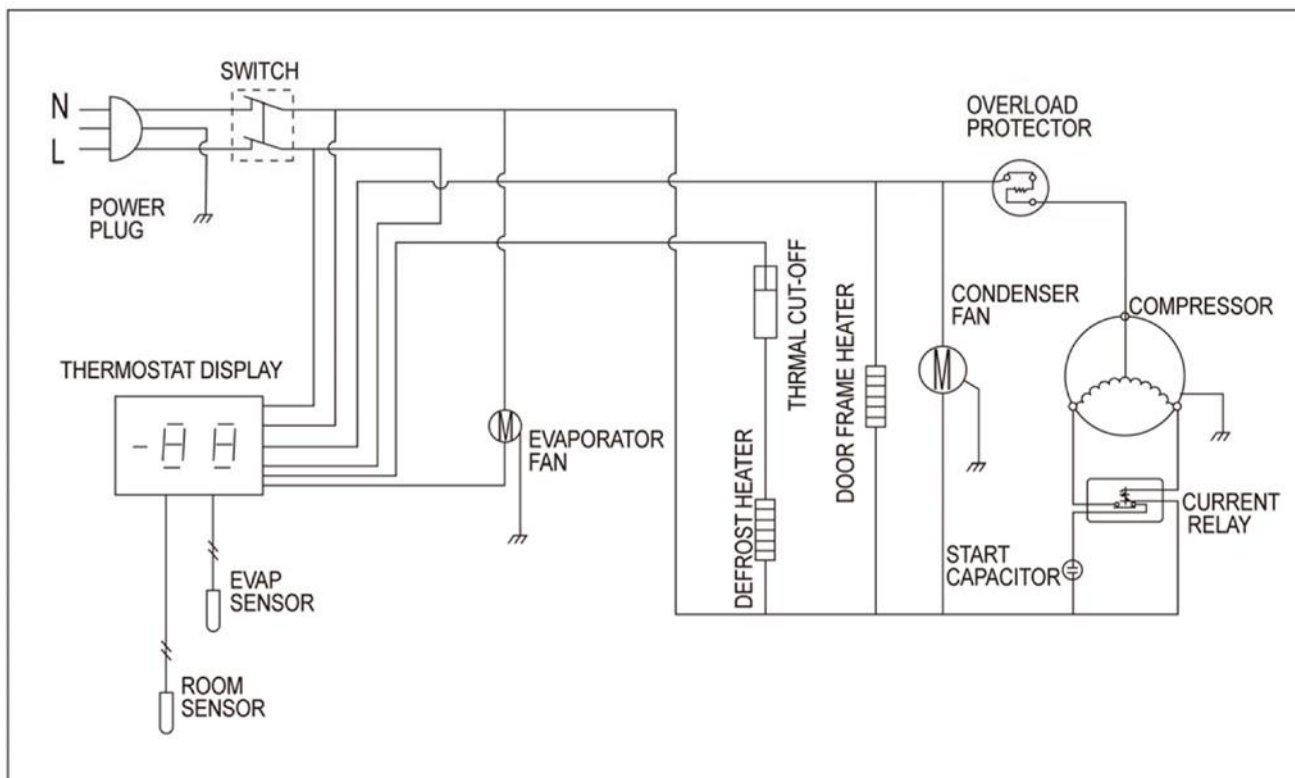 SWITCH
N
L
POWER
PLUG
OVERLOAD
PROTECTOR
THERMOSTAT DISPLAY
-88
EVAPORATOR
FAN
THRMAL CUT-OFF
DEFROST HEATER
DOOR FRAME HEATER
CONDENSER
FAN
M
M
COMPRESSOR
CURRENT
RELAY
START
CAPACITOR
EVAP
SENSOR
ROOM
SENSOR